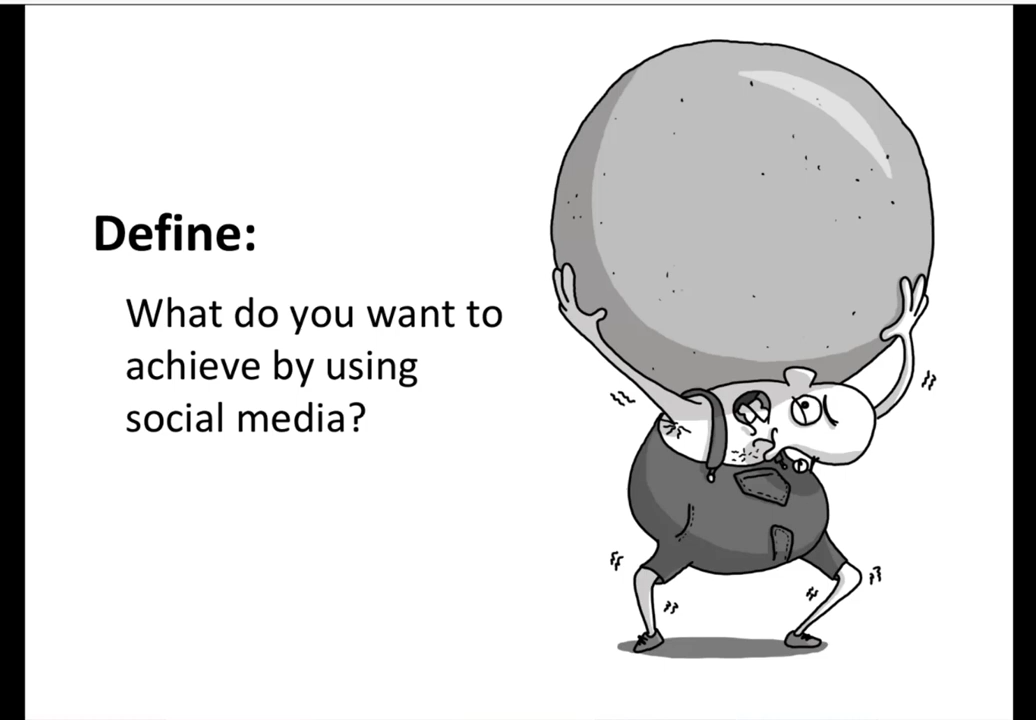 Define:
What do you want to
achieve by using
social media?